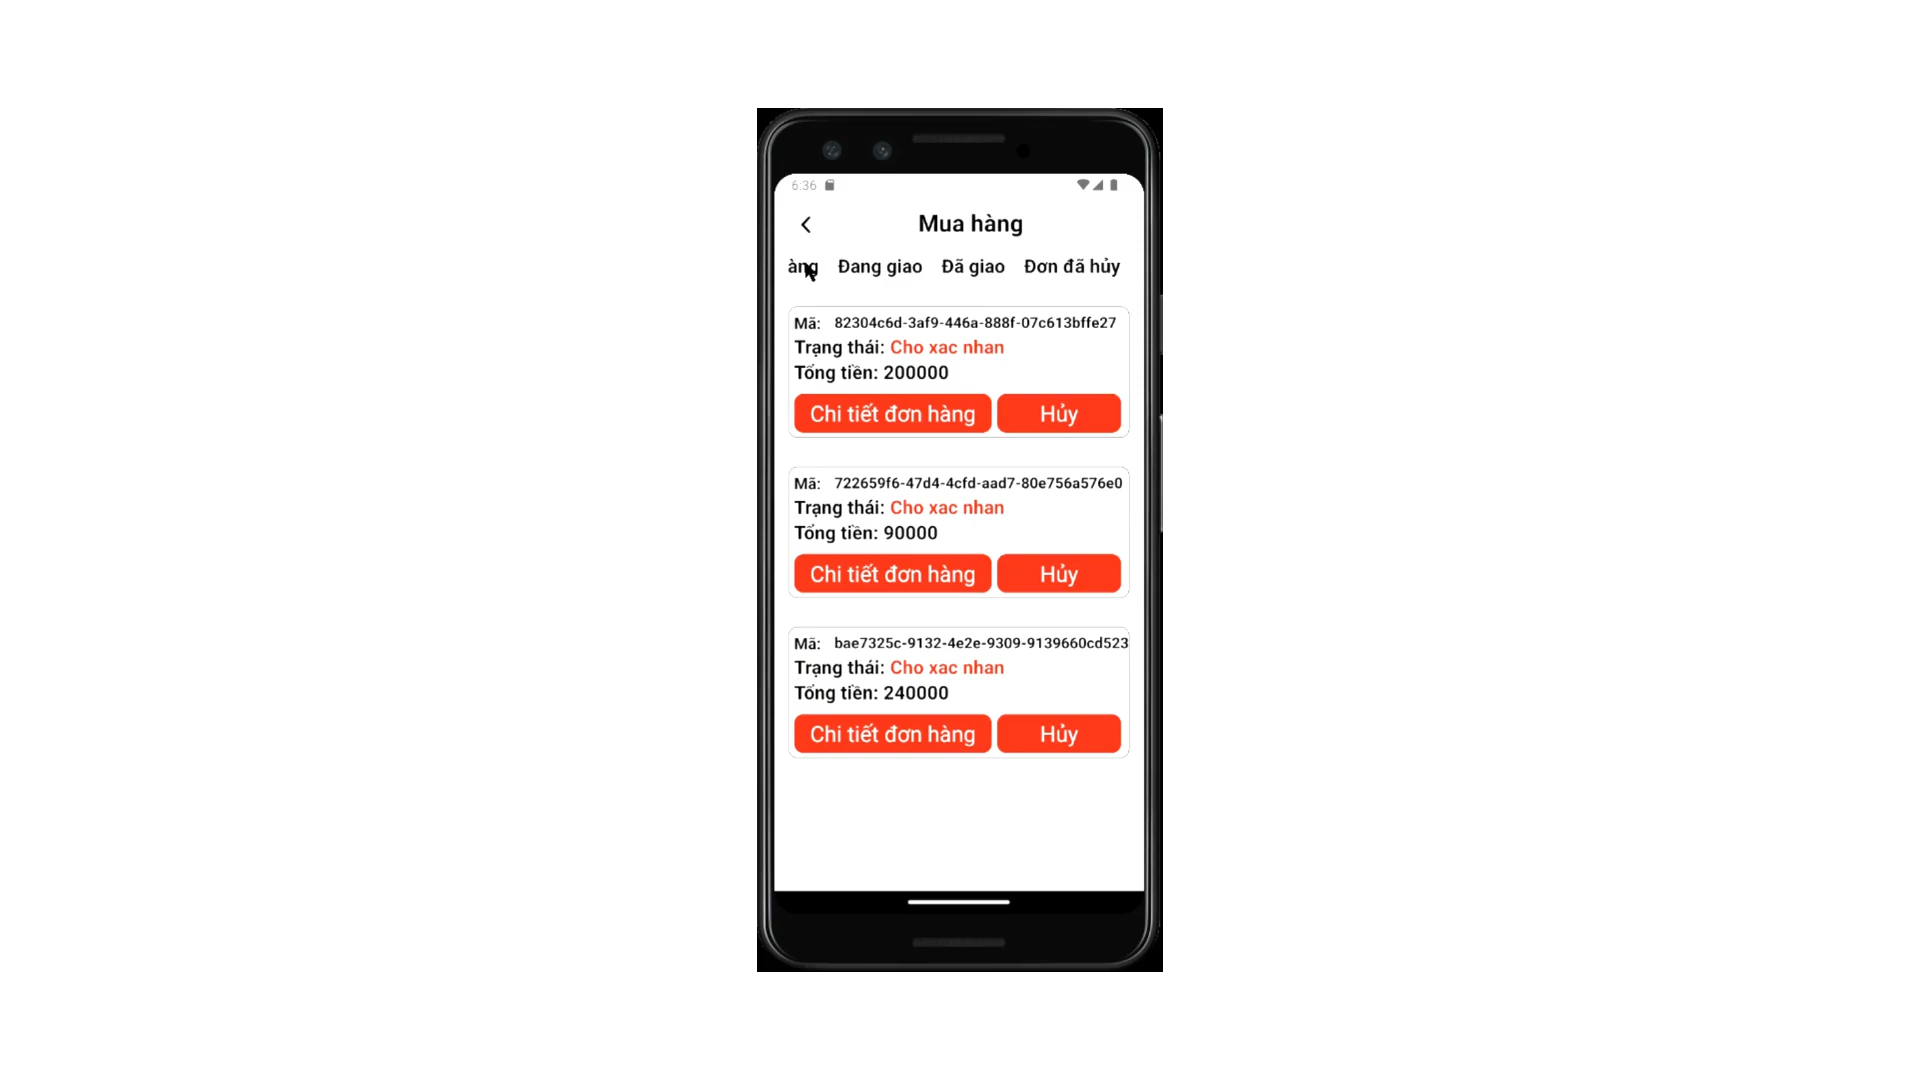 6:36
Mua hàng
àng Đang giao Đã giao Đơn đã hủy
Mã: 82304c6d-3af9-446a-888f-07c613bffe27
Trạng thái: Cho xac nhan
Tổng tiền: 200000
Chi tiết đơn hàng Hủy
Mã: 722659f6-47d4-4cfd-aad7-80e756a576e0
Trạng thái: Cho xac nhan
Tổng tiền: 90000
Chi tiết đơn hàng Hủy
Mã: bae7325c-9132-4e2e-9309-9139660cd523
Trạng thái: Cho xac nhan
Tổng tiền: 240000
Chi tiết đơn hàng Hủy